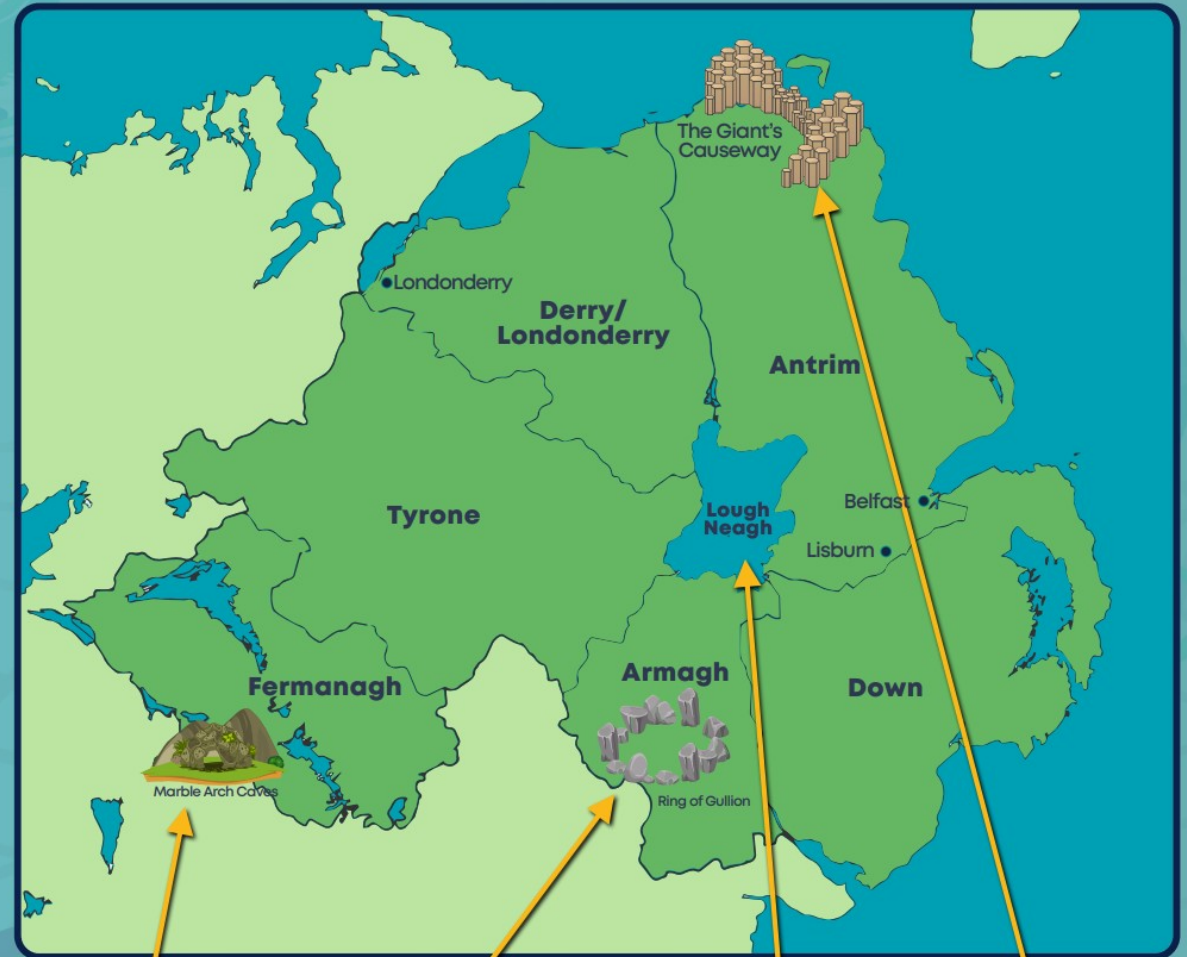 The Giant's
Causeway
Londonderry
Derry/
Londonderry
Antrim
Tyrone
Lough
Neagh
Belfast
Lisburn
Armagh
Fermanagh
Down
Marble Arch Caves
Ring of Gullion